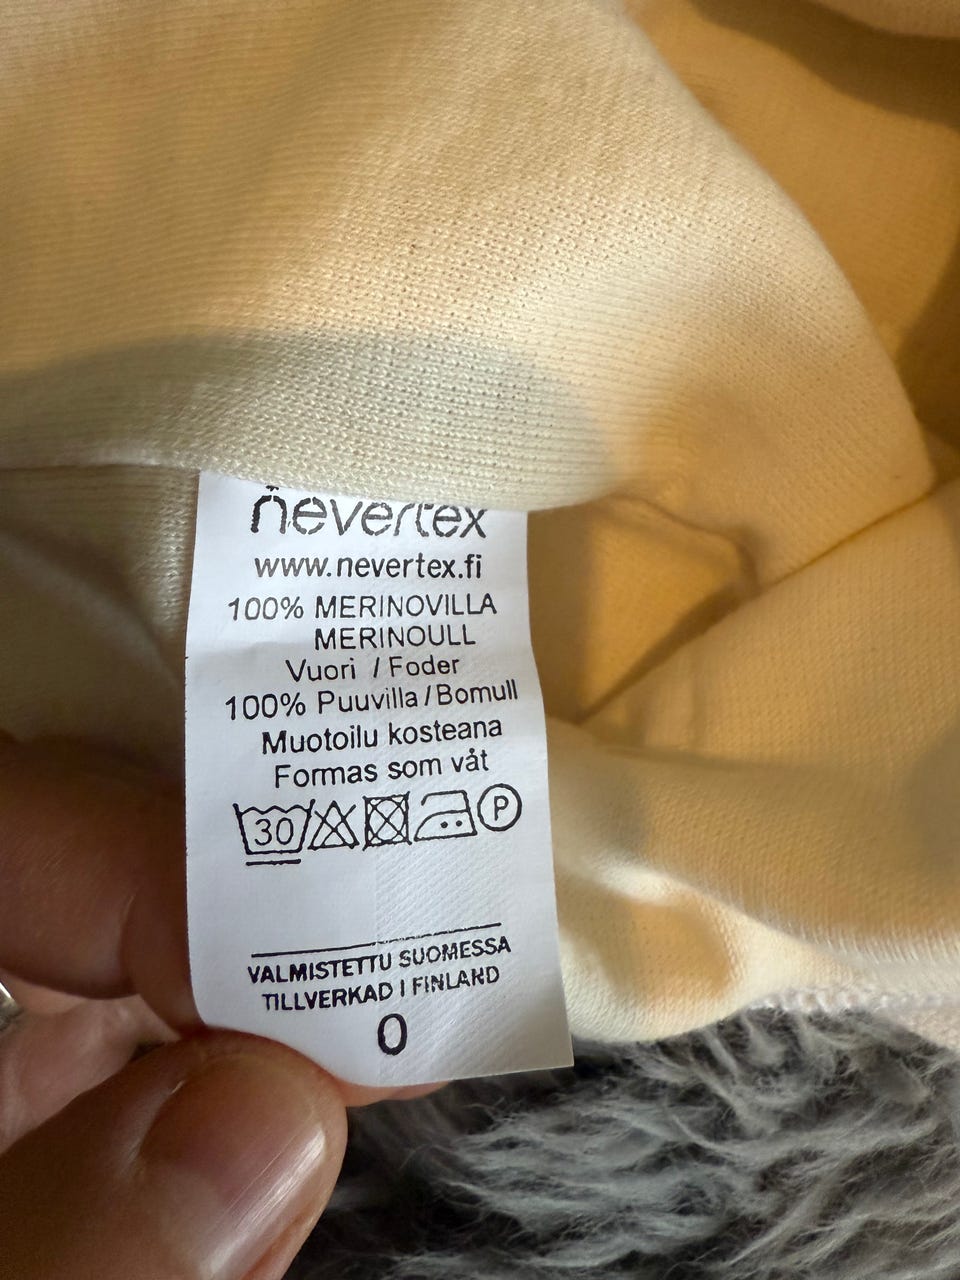 nevertex
www.nevertex.fi
100% MERINOVILLA
MERINOULL
Vuori / Foder
100% Puuvilla / Bomull
Muotoilu kosteana
Formas som våt
30 P
VALMISTETTU SUOMESSA
TILLVERKAD I FINLAND
0